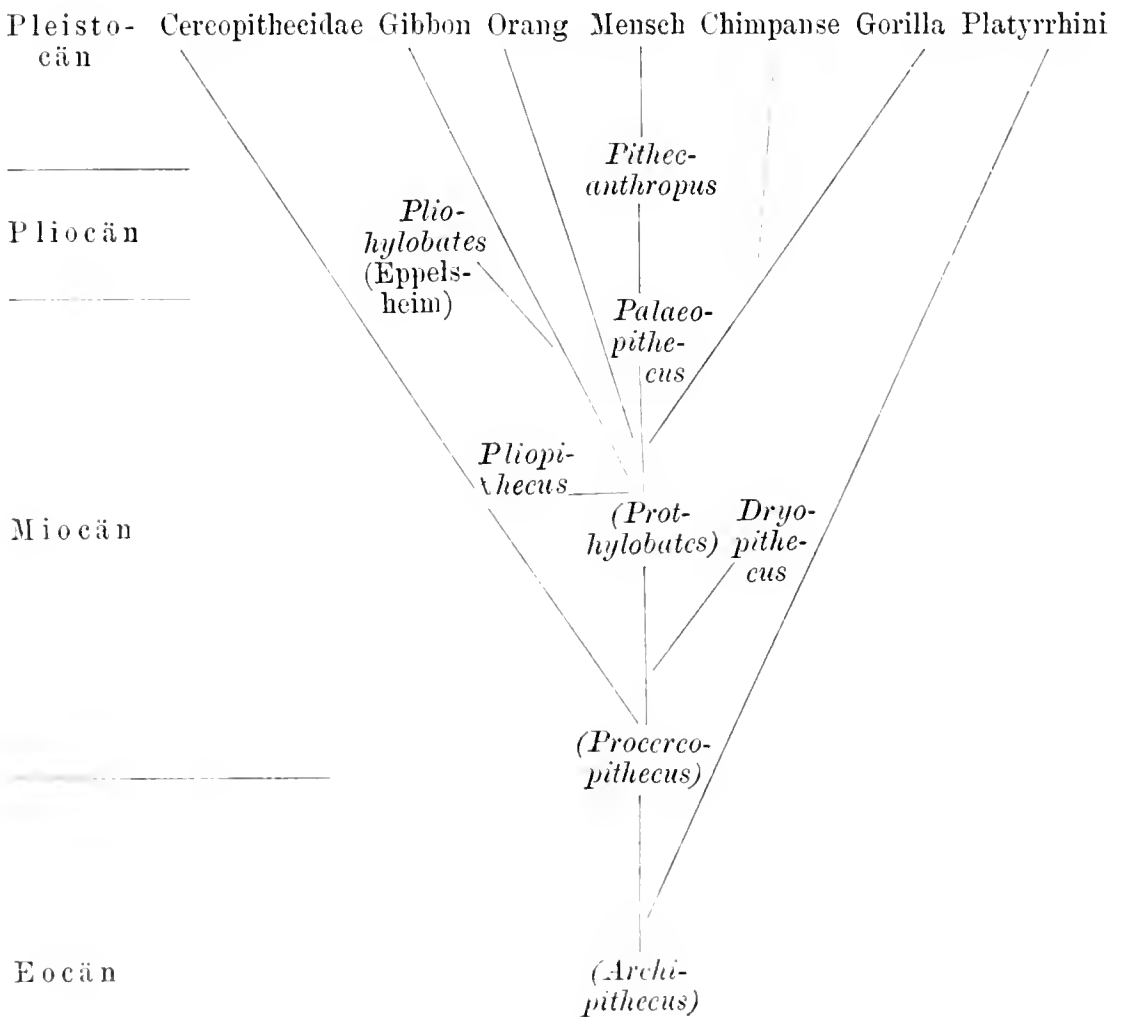 Pleisto- Cercopithecidae Gibbon Orang Mensch Chimpanse Gorilla Platyrrhini
cän
Pithec-
anthropus
Pliocän
Plio-
hylobates
(Eppels-
heim)
Palaeo-
pithe-
cus
Pliopi-
thecus
Miocän
(Prot-
hylobates)
Dryo-
pithe-
cus
(Procerco-
pithecus)
Eocän
(Archi-
pithecus)